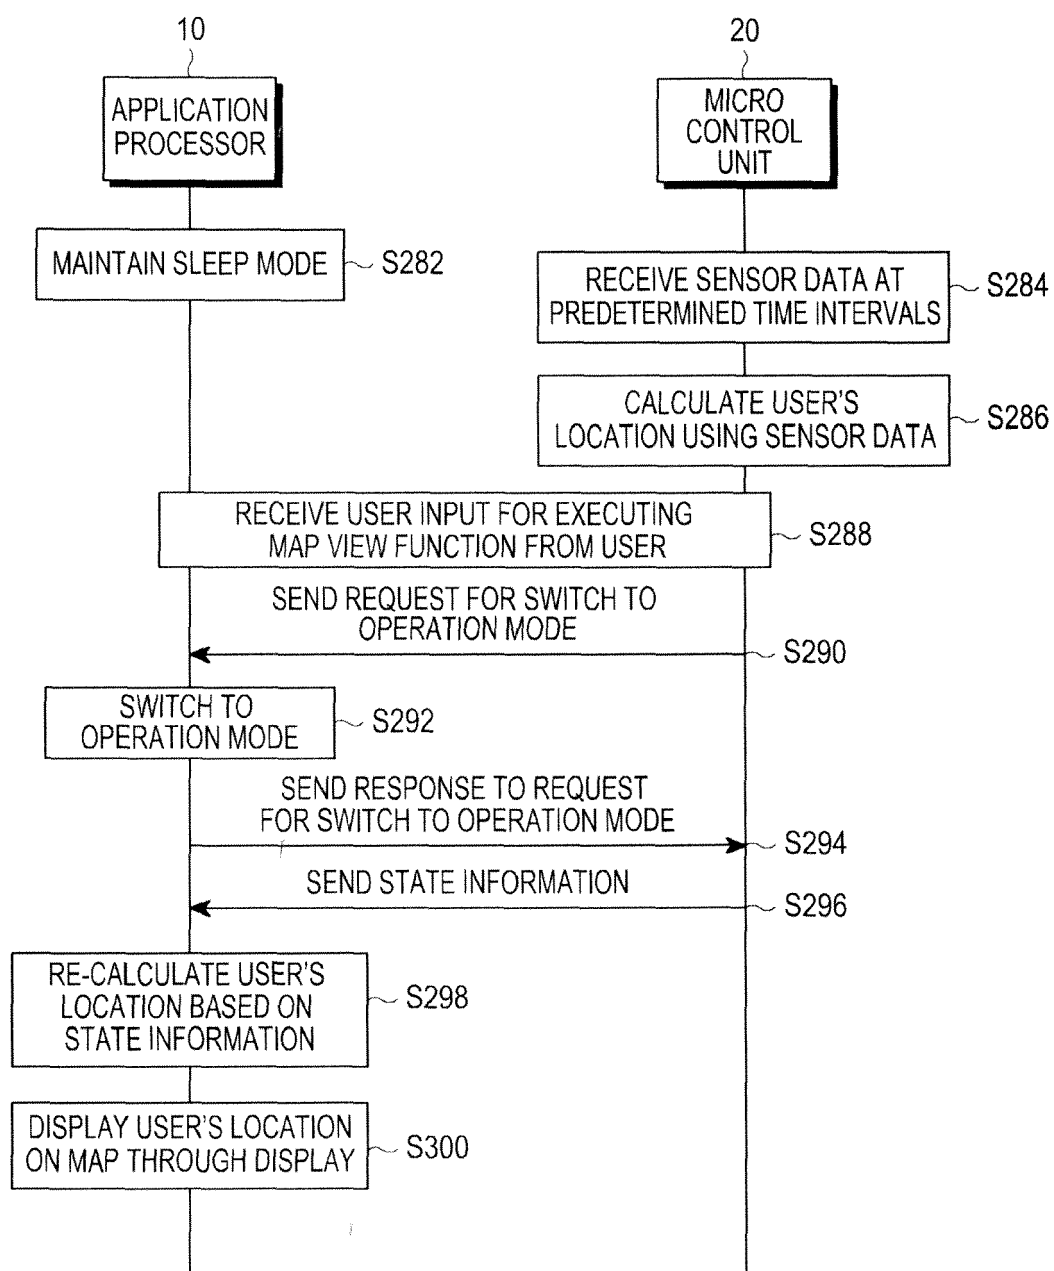 10
20
APPLICATION
PROCESSOR
MICRO
CONTROL
UNIT
MAINTAIN SLEEP MODE
S282
RECEIVE SENSOR DATA AT
PREDETERMINED TIME INTERVALS
S284
CALCULATE USER'S
LOCATION USING SENSOR DATA
S286
RECEIVE USER INPUT FOR EXECUTING
MAP VIEW FUNCTION FROM USER
S288
SEND REQUEST FOR SWITCH TO
OPERATION MODE
S290
SWITCH TO
OPERATION MODE
S292
SEND RESPONSE TO REQUEST
FOR SWITCH TO OPERATION MODE
S294
SEND STATE INFORMATION
S296
RE-CALCULATE USER'S
LOCATION BASED ON
STATE INFORMATION
S298
DISPLAY USER'S LOCATION
ON MAP THROUGH DISPLAY
S300